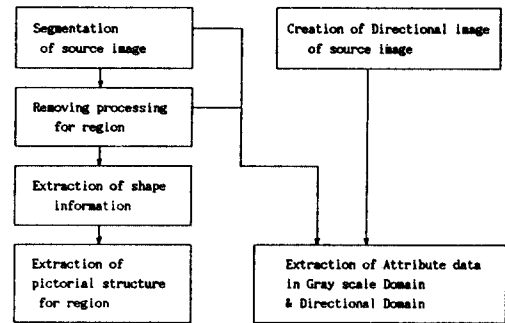 Segmentation
of source image
Removing processing
for region
Extraction of shape
information
Extraction of
pictorial structure
for region
Creation of Directional image
of source image
Extraction of Attribute data
in Gray scale Domain
& Directional Domain